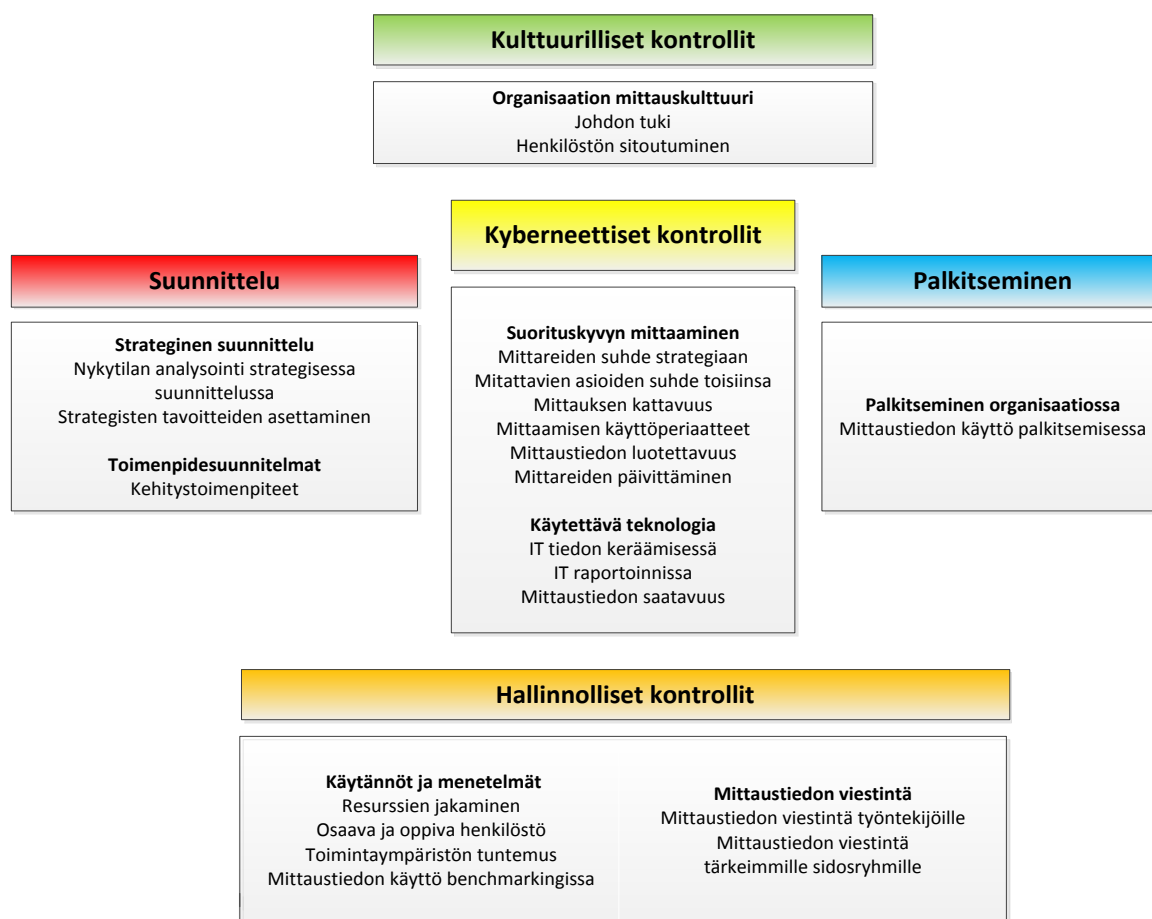 Kulttuurilliset kontrollit
Organisaation mittauskulttuuri
Johdon tuki
Henkilöstön sitoutuminen
Suunnittelu
Strateginen suunnittelu
Nykytilan analysointi strategisessa
suunnittelussa
Strategisten tavoitteiden asettaminen
Toimenpidesuunnitelmat
Kehitystoimenpiteet
Kyberneettiset kontrollit
Suorituskyvyn mittaaminen
Mittareiden suhde strategiaan
Mitattavien asioiden suhde toisiinsa
Mittauksen kattavuus
Mittaamisen käyttöperiaatteet
Mittaustiedon luotettavuus
Mittareiden päivittäminen
Käytettävä teknologia
IT tiedon keräämisessä
IT raportoinnissa
Mittaustiedon saatavuus
Palkitseminen
Palkitseminen organisaatiossa
Mittaustiedon käyttö palkitsemisessa
Hallinnolliset kontrollit
Käytännöt ja menetelmät
Resurssien jakaminen
Osaava ja oppiva henkilöstö
Toimintaympäristön tuntemus
Mittaustiedon käyttö benchmarkingissa
Mittaustiedon viestintä
Mittaustiedon viestintä työntekijöille
Mittaustiedon viestintä
tärkeimmille sidosryhmille